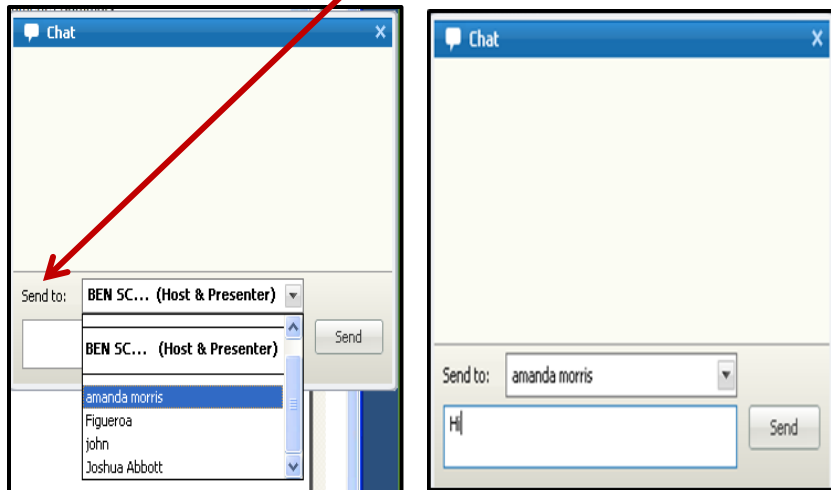 Chat
Send to: BEN SC... (Host & Presenter)
BEN SC... (Host & Presenter)
Send
amanda morris
Figueroa
john
Joshua Abbott
Chat
Send to: amanda morris
Hi
Send